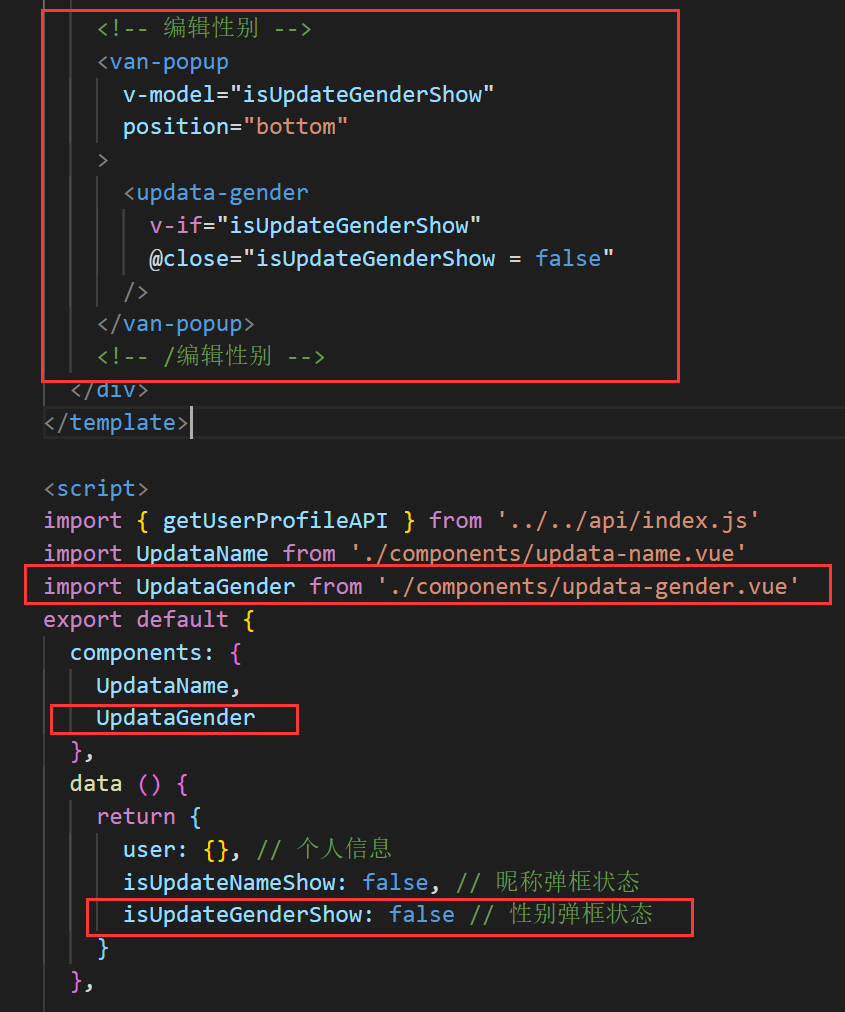 <!-- 编辑性别 -->
<van-popup
v-model="isUpdateGenderShow"
position="bottom"
>
<updata-gender
v-if="isUpdateGenderShow"
@close="isUpdateGenderShow = false"
/>
</van-popup>
<!-- /编辑性别 -->
</div>
</template>
<script>
import { getUserProfileAPI } from '../../api/index.js'
import UpdataName from './components/updata-name.vue'
import UpdataGender from './components/updata-gender.vue'
export default {
components: {
UpdataName,
UpdataGender
},
data () {
return {
user: {}, // 个人信息
isUpdateNameShow: false, // 昵称弹框状态
isUpdateGenderShow: false // 性别弹框状态
}
},